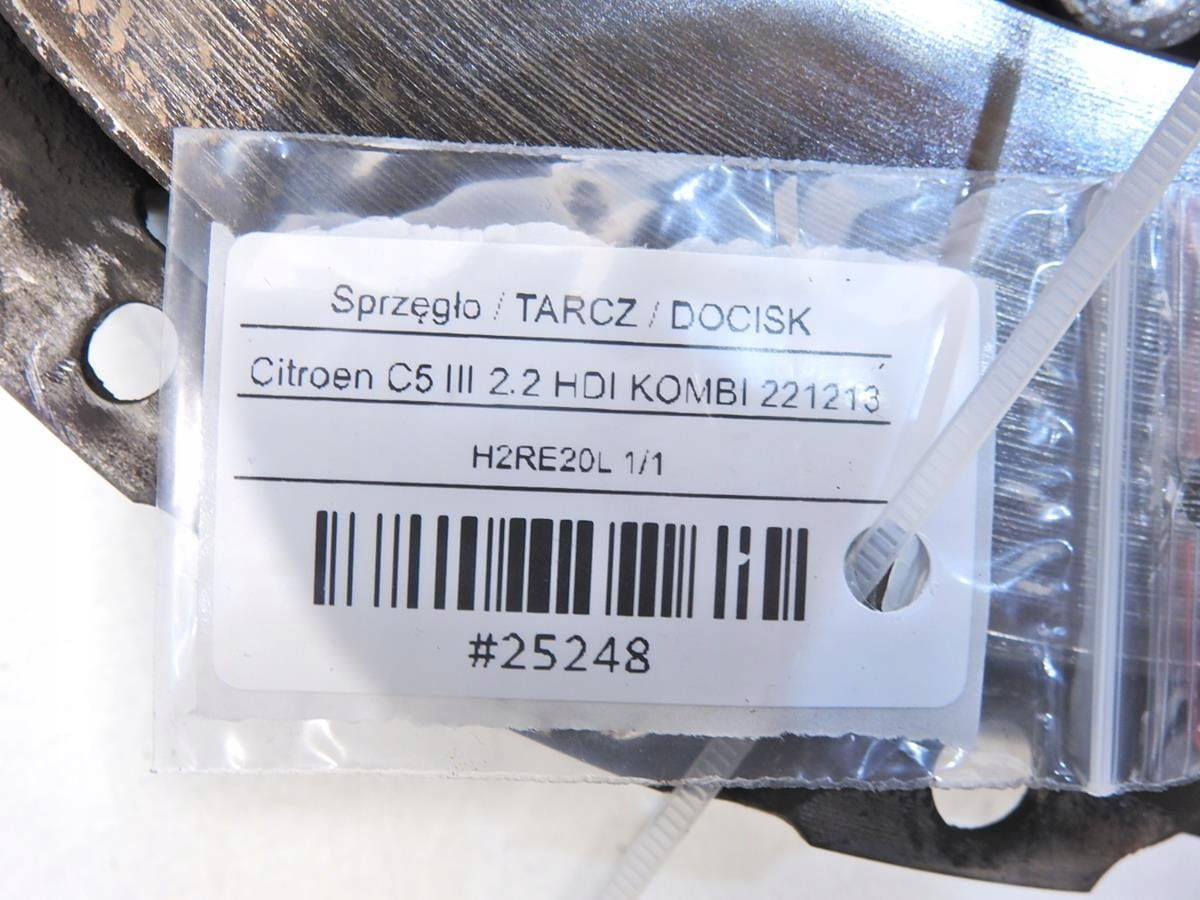 Sprzęgło / TARCZ / DOCISK
Citroen C5 III 2.2 HDI KOMBI 221213
H2RE20L 1/1
#25248